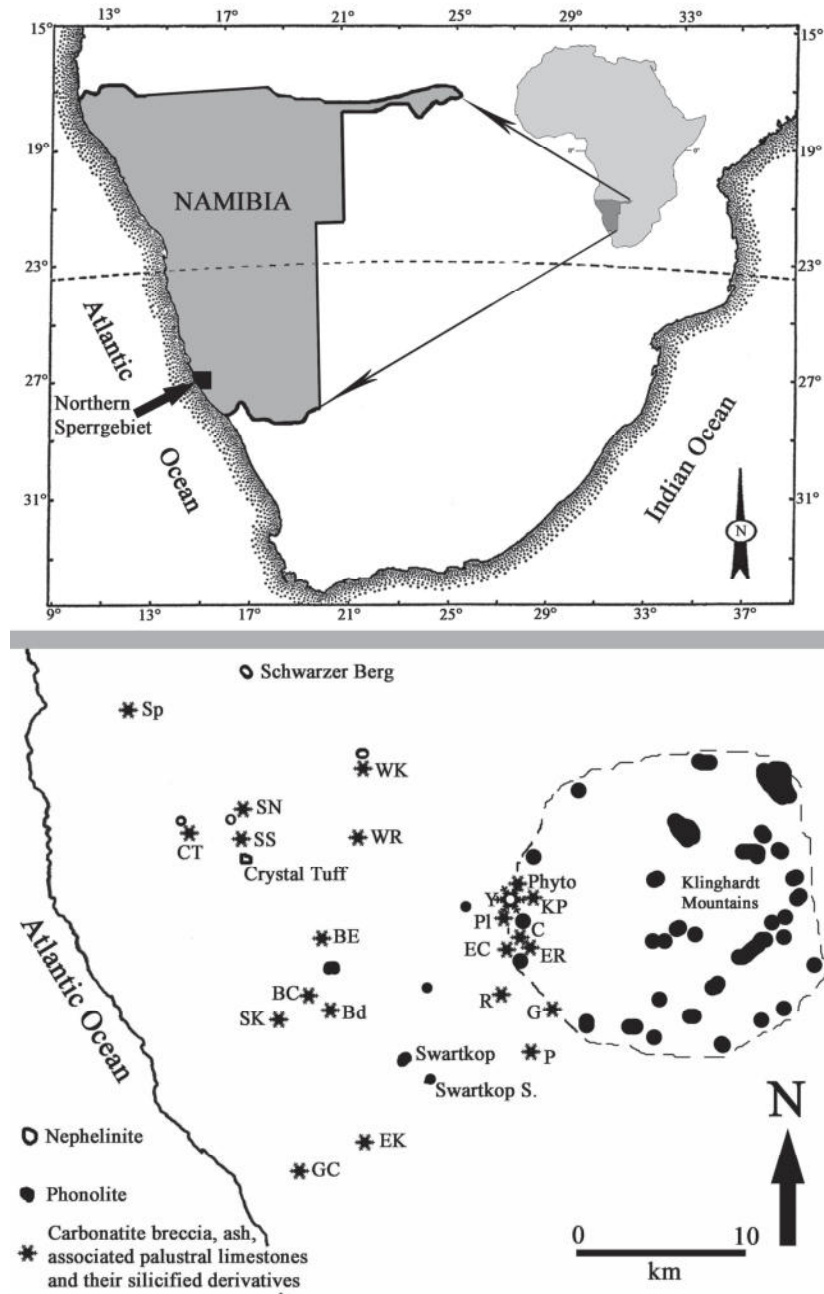 13° 17° 21° 25° 29° 33°
15° 15°
19° 19°
NAMIBIA
0° 0°
23° 23°
Atlantic
Ocean
27° 27°
Northern
Sperrgebiet
Indian Ocean
31° 31°
N
9° 13° 17° 21° 25° 29° 33° 37°
Schwarzer Berg
Sp
WK
SN
SS
WR
CT
Crystal Tuff
Phyto
Y
KP
Klinghardt
Mountains
Pl
C
BE
EC
ER
Atlantic Ocean
BC
Bd
SK
R
G
P
Swartkop
Swartkop S.
N
EK
GC
Nephelinite
Phonolite
Carbonatite breccia, ash,
associated palustral limestones
and their silicified derivatives
0 10
km